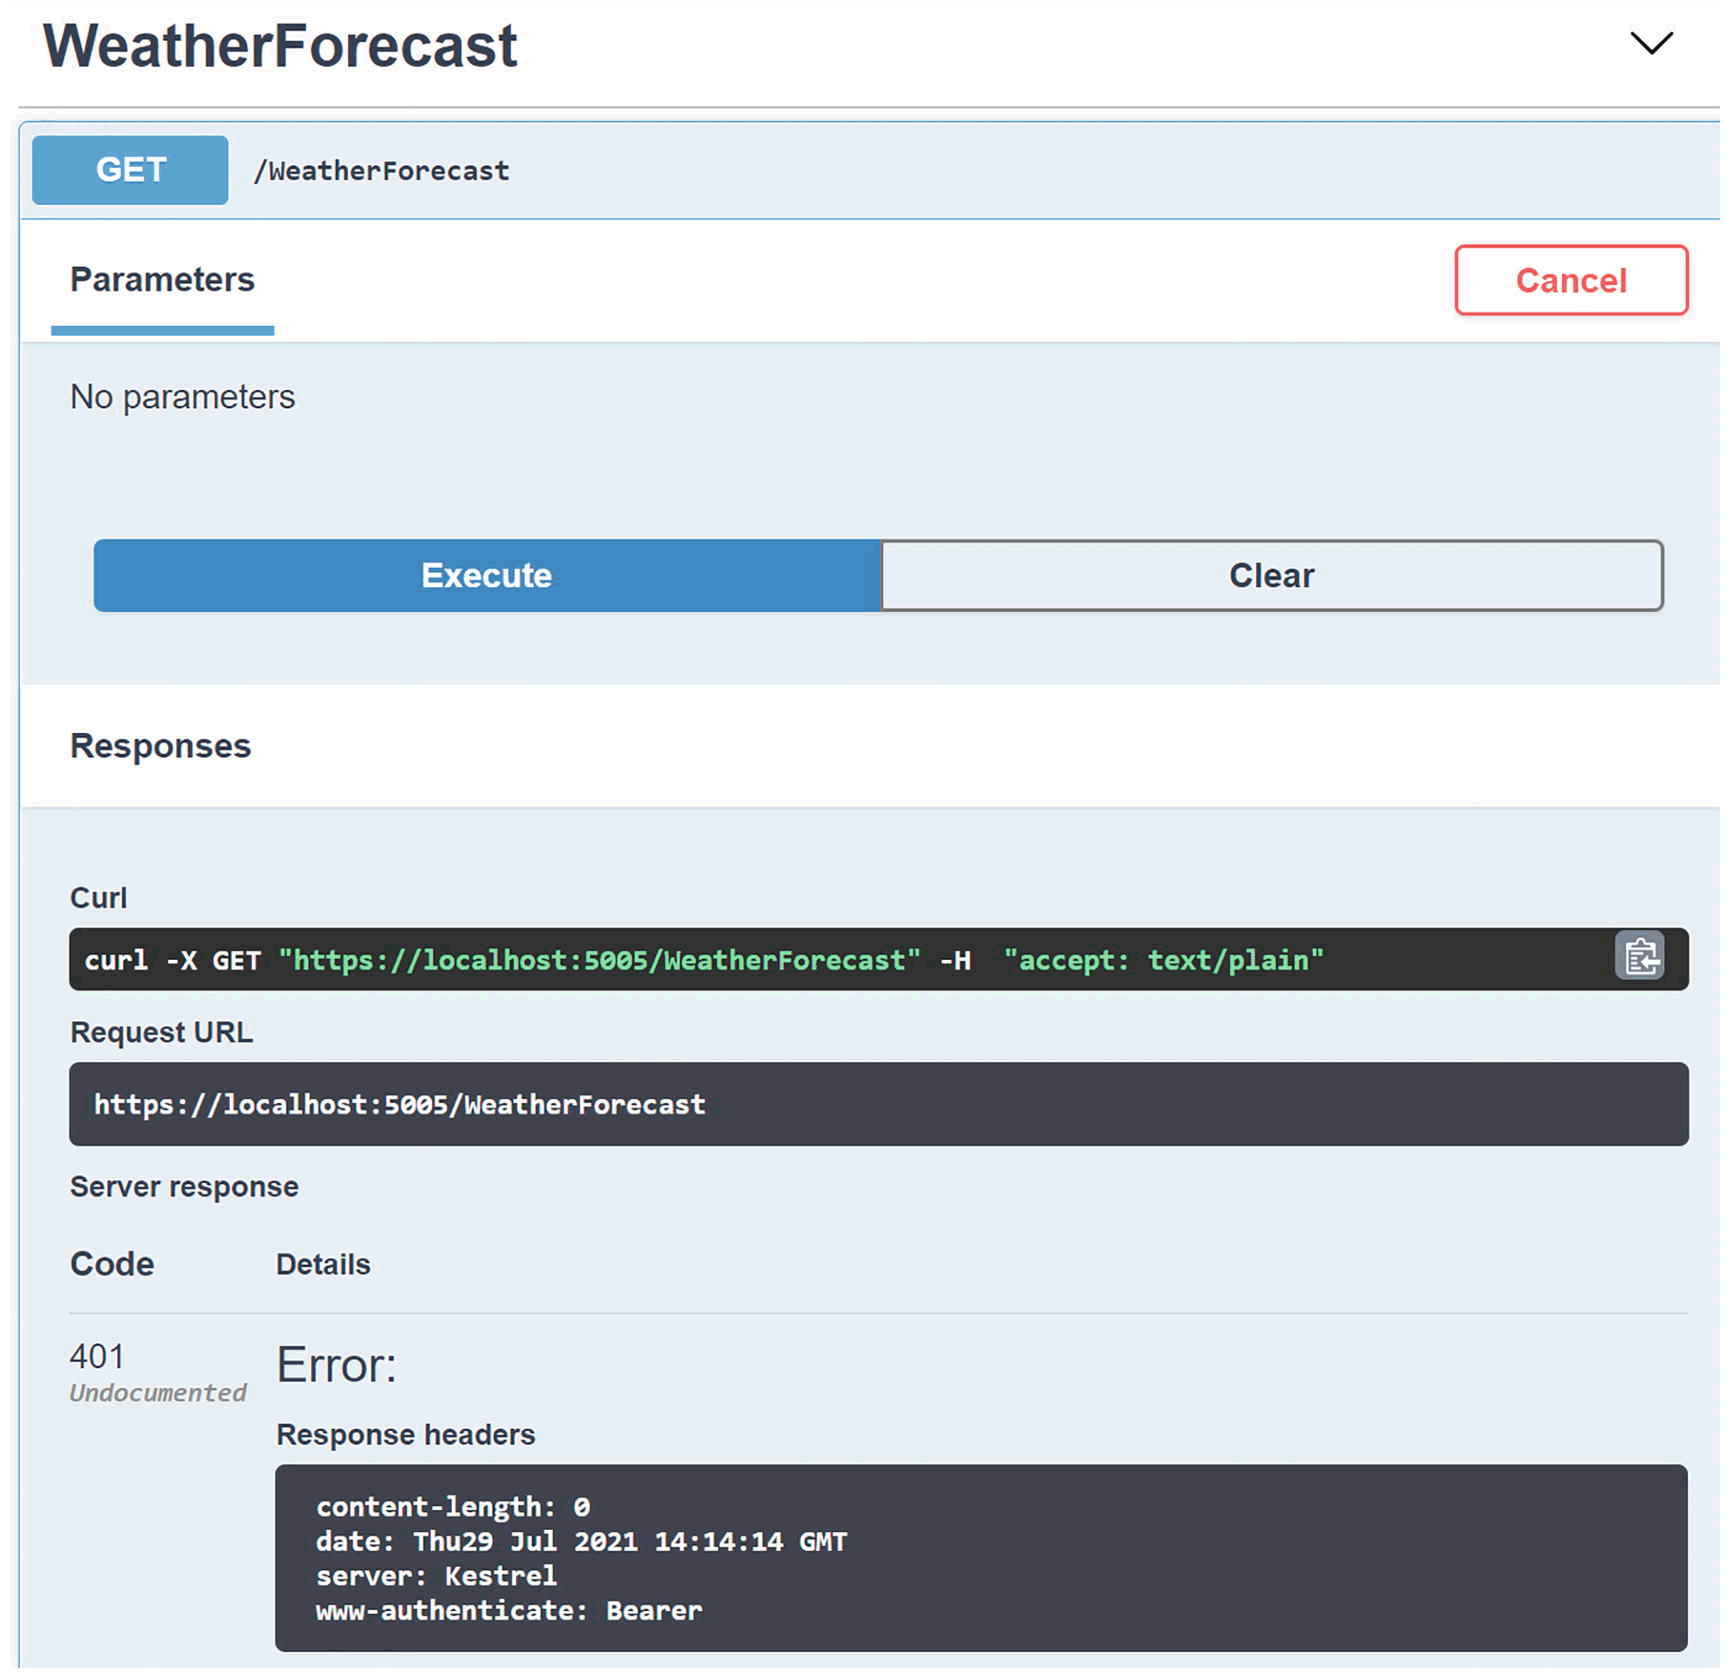 WeatherForecast
GET /WeatherForecast
Parameters Cancel
No parameters
Execute Clear
Responses
Curl
curl -X GET "https://localhost:5005/WeatherForecast" -H  "accept: text/plain"
Request URL
https://localhost:5005/WeatherForecast
Server response
Code Details
401 Error:
Undocumented
Response headers
content-length: 0
date: Thu29 Jul 2021 14:14:14 GMT
server: Kestrel
www-authenticate: Bearer